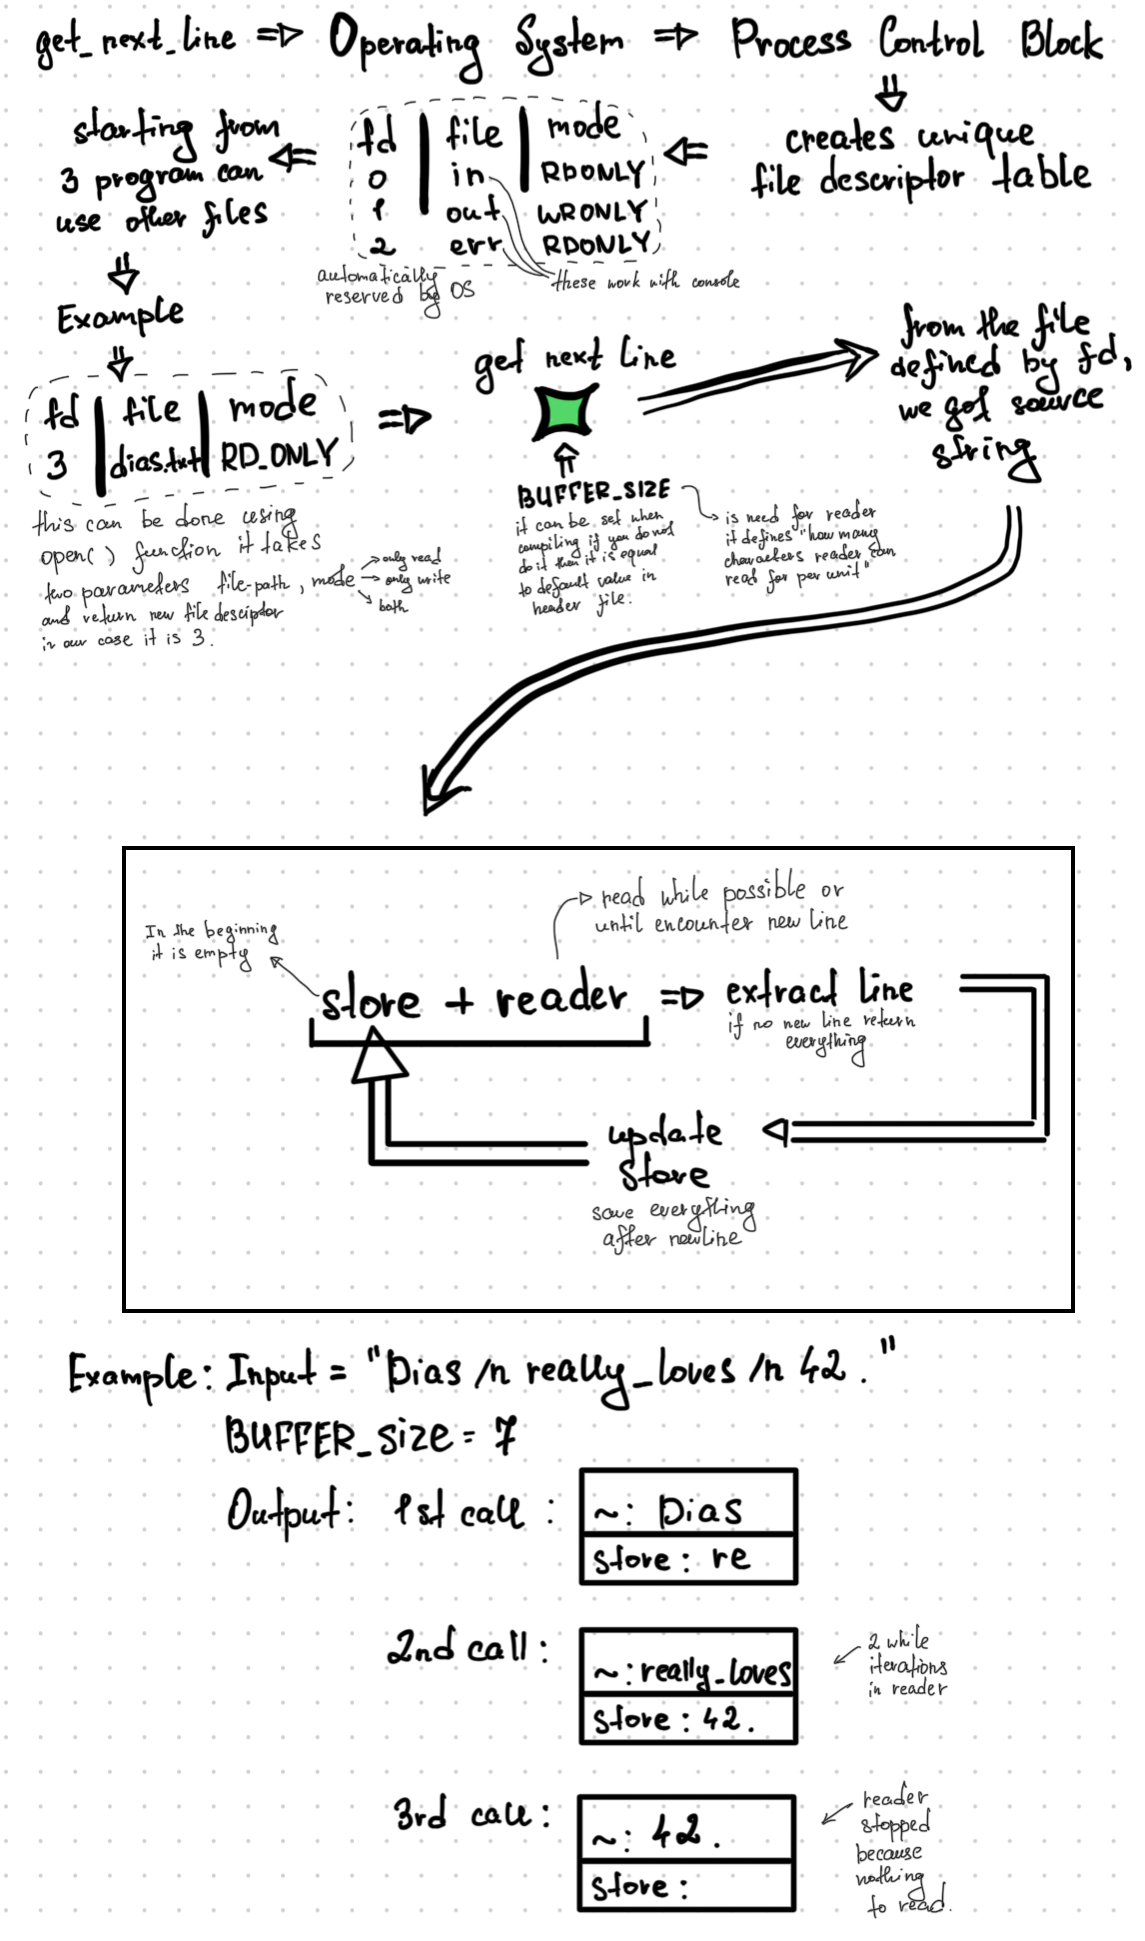 get_next_line => Operating System => Process Control Block
creates unique
file descriptor table
fd | file | mode
0 in RDONLY
1 out WRONLY
2 err RDONLY
automatically
reserved by OS
these work with console
starting from
3 program can
use other files
Example
fd | file | mode
3 | dias.txt | RD_ONLY
this can be done using
open( ) function it takes
two parameters file-path, mode
only read
only write
both
and return new file desciptor
in our case it is 3.
get next line
BUFFER_SIZE
it can be set when
compiling if you do not
do it then it is equal
to default value in
header file.
is need for reader
it defines "how many
characters reader can
read for per unit"
from the file
defined by fd,
we got source
string
In the beginning
it is empty
read while possible or
until encounter new line
store + reader => extract line
if no new line return
everything
update
store
save everything
after newline
Example: Input = "Dias /n really_loves /n 42 ."
BUFFER_size = 7
Output: 1st call :
~: Dias
store: re
2nd call:
~: really_loves
store: 42.
2 while
iterations
in reader
3rd call:
~: 42 .
store:
reader
stopped
because
nothing
to read.